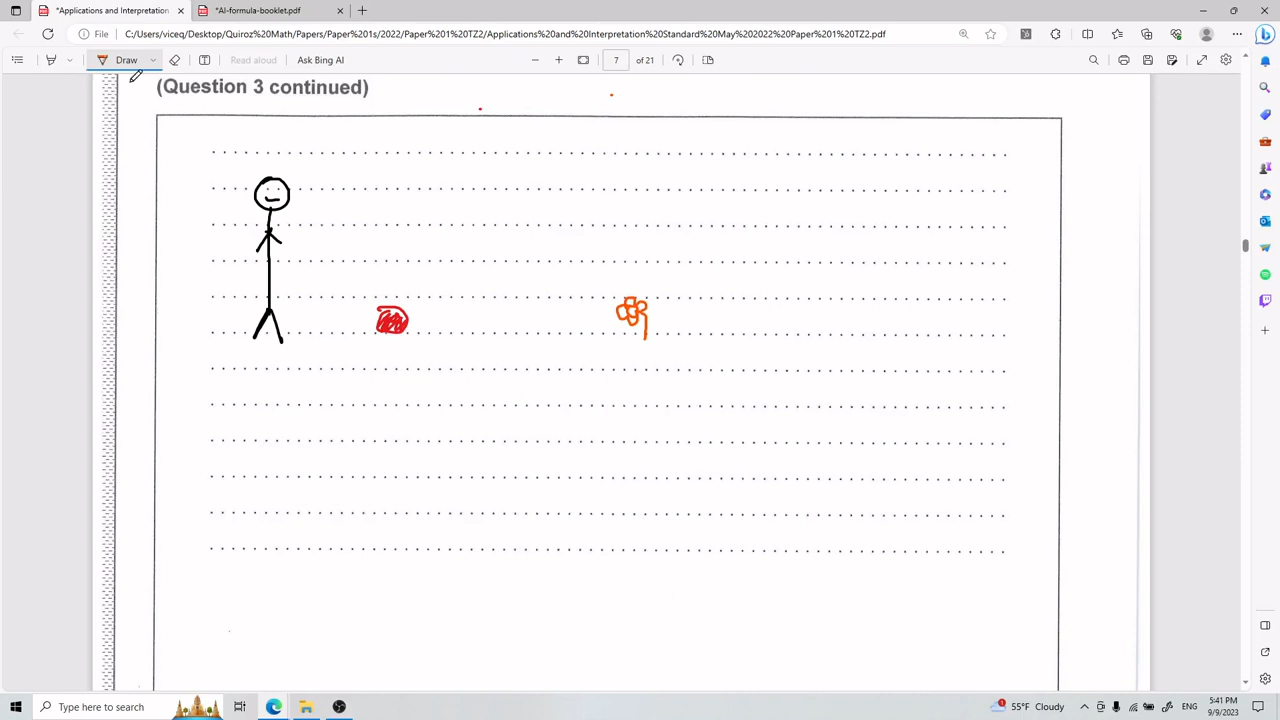 *Applications and Interpretation
*AI-formula-booklet.pdf
File
C:/Users/viceq/Desktop/Quiroz%20Math/Papers/Paper%201s/2022/Paper%201%20TZ2/Applications%20and%20Interpretation%20Standard%20May%202022%20Paper%201%20TZ2.pdf
Draw
Read aloud
Ask Bing AI
7
of 21
(Question 3 continued)
Type here to search
55°F Cloudy
ENG
5:41 PM
9/9/2023